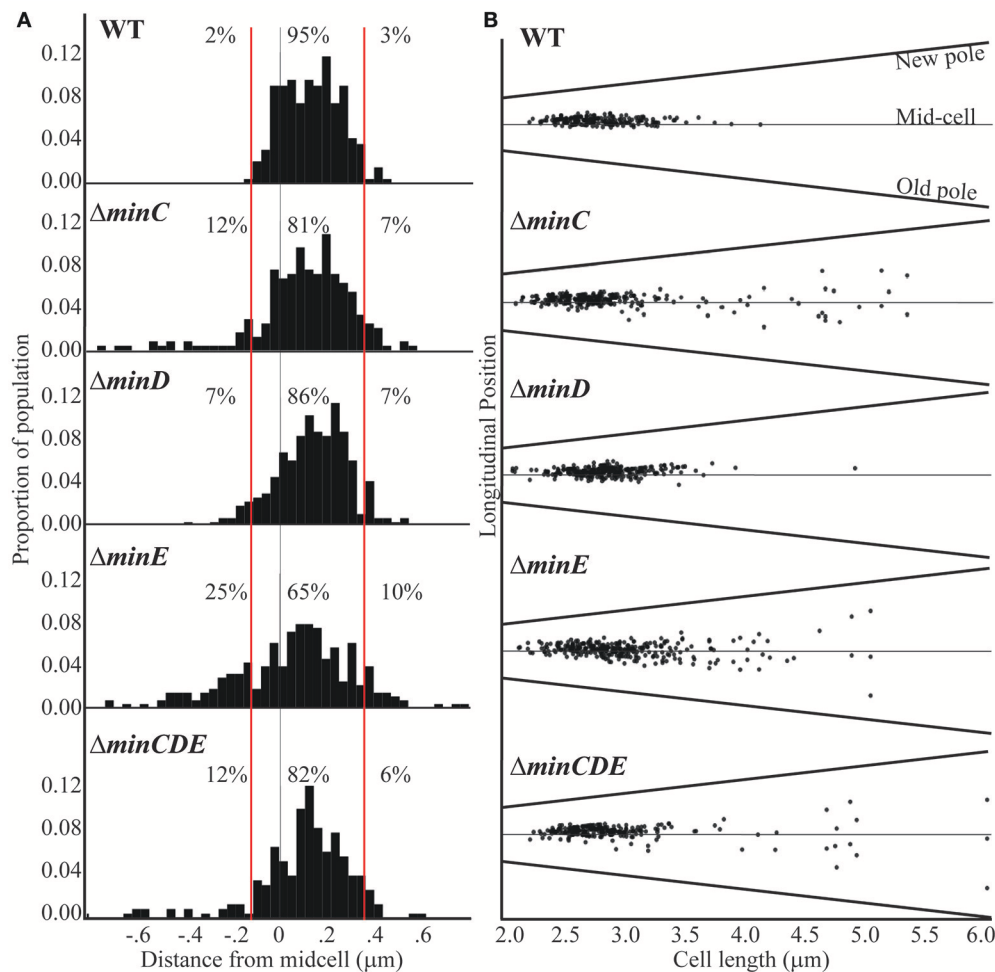 A
WT
2% 95% 3%
0.12
0.08
0.04
0.00
ΔminC
12% 81% 7%
0.12
0.08
0.04
0.00
ΔminD
7% 86% 7%
0.12
0.08
0.04
0.00
ΔminE
25% 65% 10%
0.12
0.08
0.04
0.00
ΔminCDE
12% 82% 6%
0.12
0.08
0.04
0.00
Proportion of population
-.6 -.4 -.2 0 .2 .4 .6
Distance from midcell (μm)
B
WT
New pole
Mid-cell
Old pole
ΔminC
ΔminD
ΔminE
ΔminCDE
Longitudinal Position
2.0 2.5 3.0 3.5 4.0 4.5 5.0 5.5 6.0
Cell length (μm)